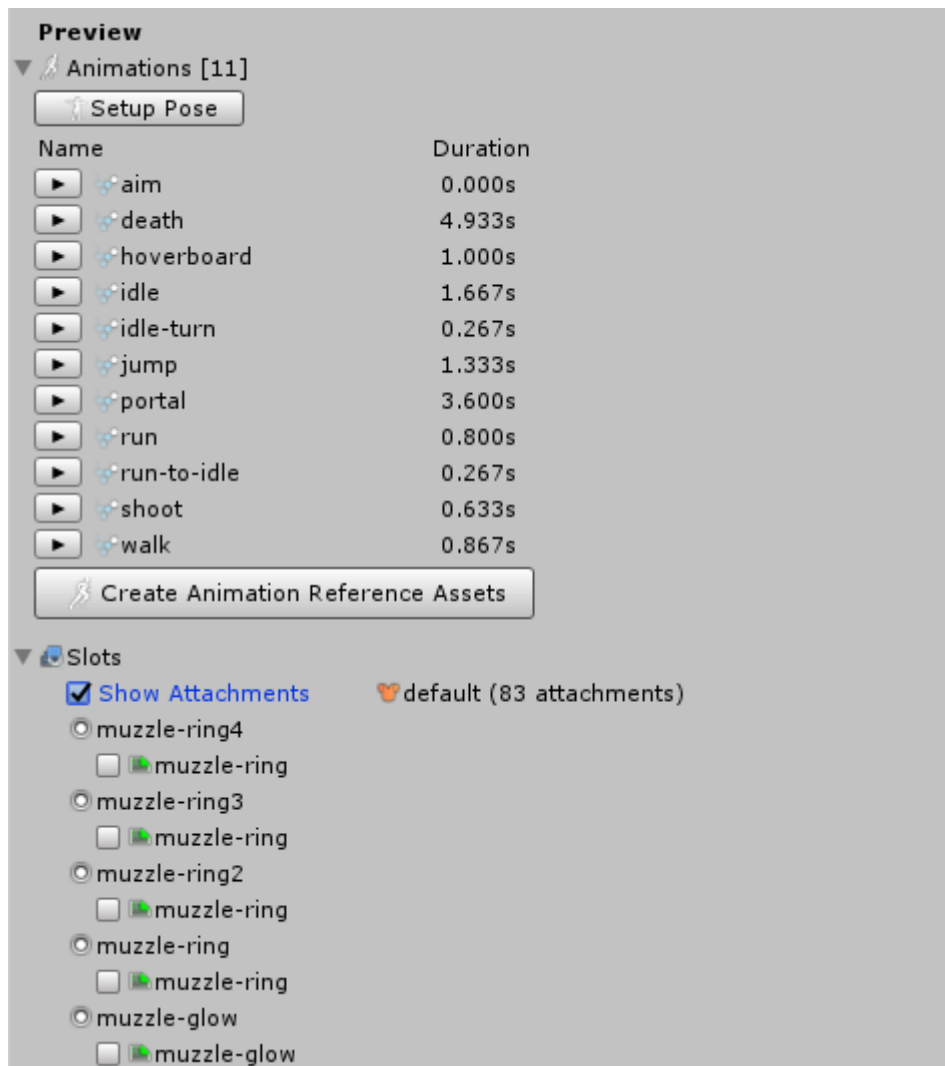 Preview
Animations [11]
Setup Pose
Name Duration
aim 0.000s
death 4.933s
hoverboard 1.000s
idle 1.667s
idle-turn 0.267s
jump 1.333s
portal 3.600s
run 0.800s
run-to-idle 0.267s
shoot 0.633s
walk 0.867s
Create Animation Reference Assets
Slots
Show Attachments default (83 attachments)
muzzle-ring4
muzzle-ring
muzzle-ring3
muzzle-ring
muzzle-ring2
muzzle-ring
muzzle-ring
muzzle-ring
muzzle-glow
muzzle-glow